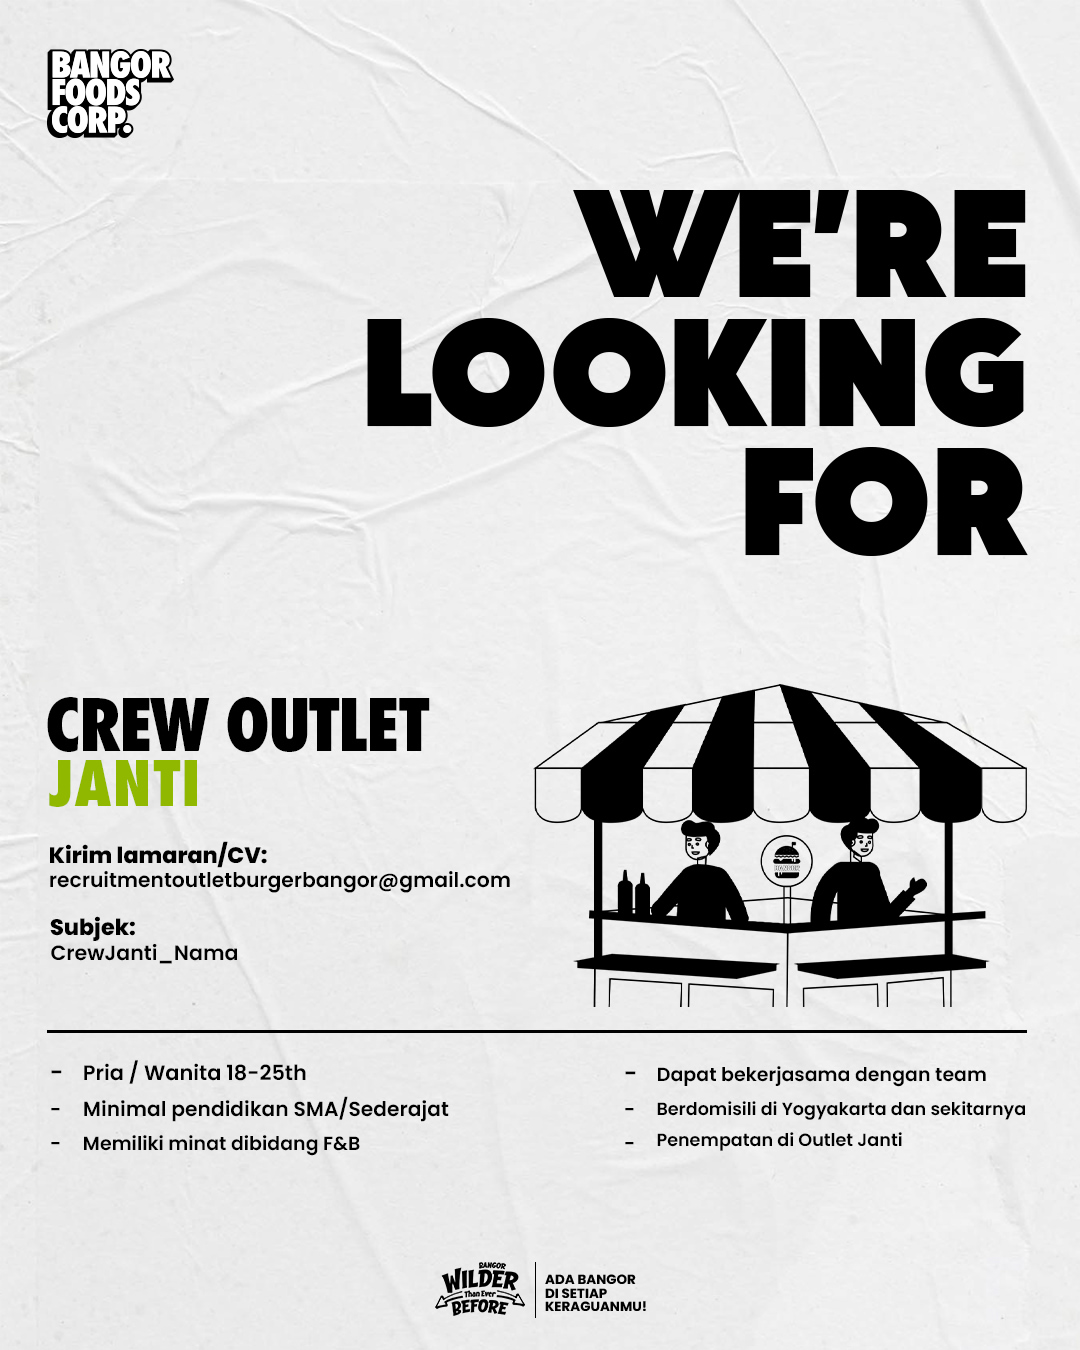 BANGOR
FOODS
CORP.
WE'RE
LOOKING
FOR
CREW OUTLET
JANTI
Kirim lamaran/CV:
recruitmentoutletburgerbangor@gmail.com
Subjek:
CrewJanti_Nama
BANGOR
- Pria / Wanita 18-25th
- Minimal pendidikan SMA/Sederajat
- Memiliki minat dibidang F&B
- Dapat bekerjasama dengan team
- Berdomisili di Yogyakarta dan sekitarnya
- Penempatan di Outlet Janti
BANGOR
WILDER
Than Ever
BEFORE
ADA BANGOR
DI SETIAP
KERAGUANMU!